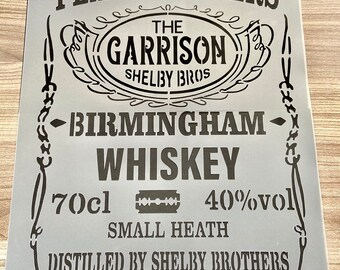 THE
GARRISON
SHELBY BROS
BIRMINGHAM
WHISKEY
70cl 40%vol
SMALL HEATH
DISTILLED BY SHELBY BROTHERS